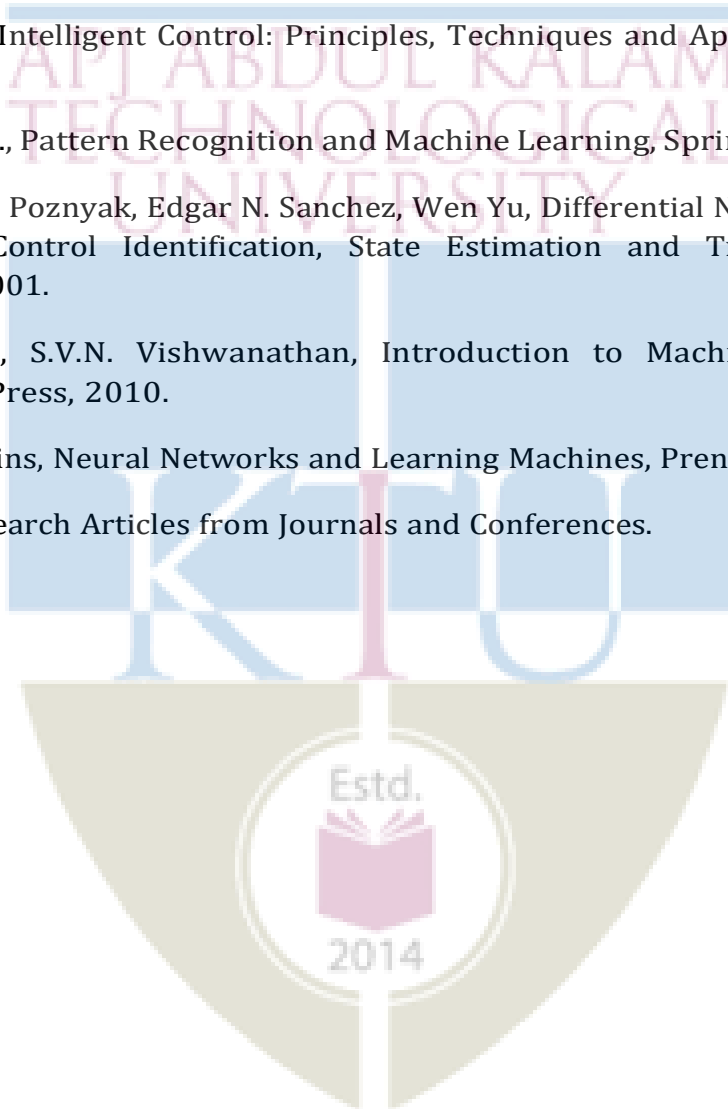 Intelligent Control: Principles, Techniques and Ap
APJ ABDUL KALAM
TECHNOLOGICAL
., Pattern Recognition and Machine Learning, Sprin
UNIVERSITY
Poznyak, Edgar N. Sanchez, Wen Yu, Differential N
Control Identification, State Estimation and Tr
001.
, S.V.N. Vishwanathan, Introduction to Machi
Press, 2010.
ins, Neural Networks and Learning Machines, Pren
earch Articles from Journals and Conferences.
KTU
Estd.
2014